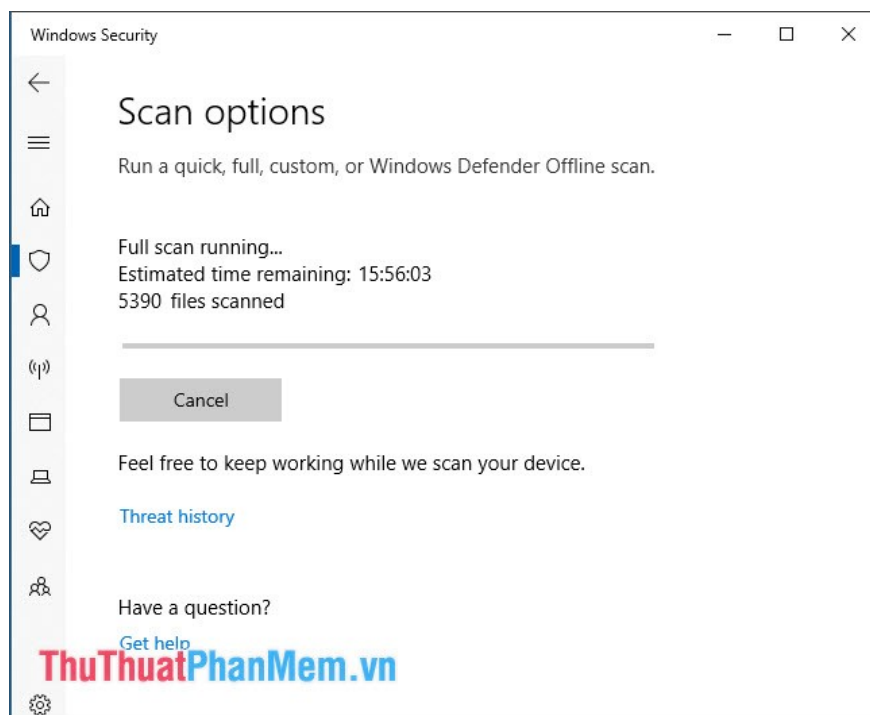 Windows Security
Scan options
Run a quick, full, custom, or Windows Defender Offline scan.
Full scan running...
Estimated time remaining: 15:56:03
5390 files scanned
Cancel
Feel free to keep working while we scan your device.
Threat history
Have a question?
Get help
ThuThuatPhanMem.vn